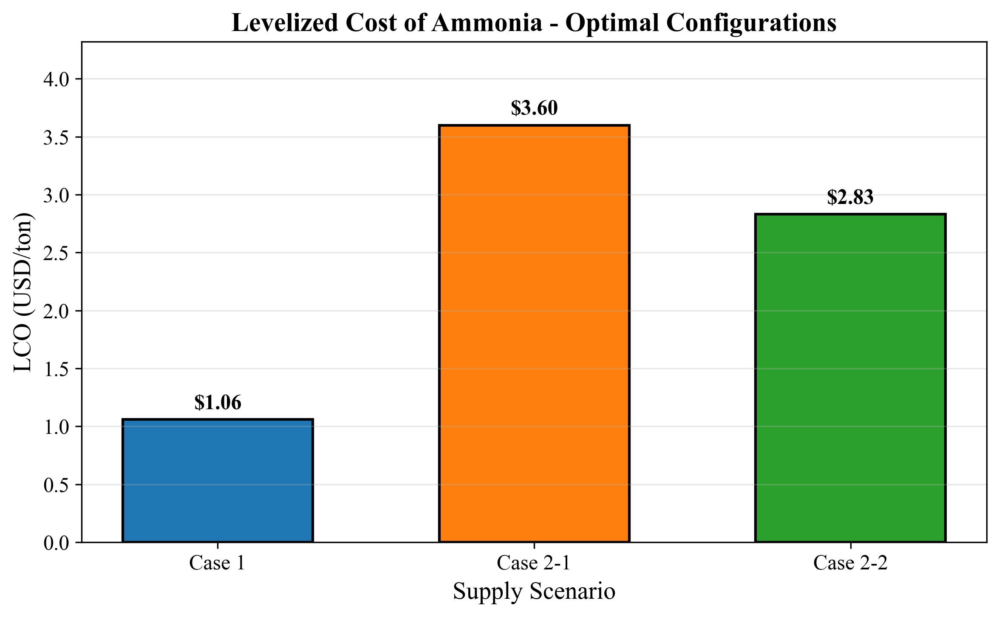 Levelized Cost of Ammonia - Optimal Configurations
LCO (USD/ton)
4.0
3.5
3.0
2.5
2.0
1.5
1.0
0.5
0.0
$1.06
$3.60
$2.83
Case 1
Case 2-1
Case 2-2
Supply Scenario